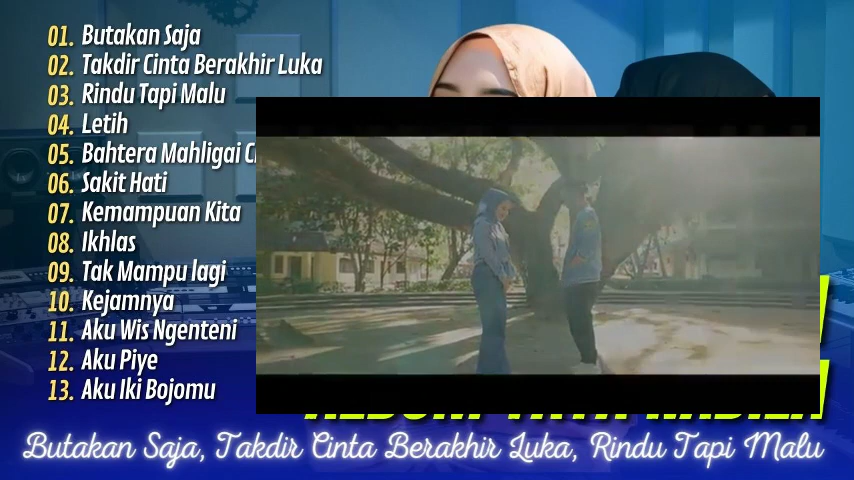 01. Butakan Saja
02. Takdir Cinta Berakhir Luka
03. Rindu Tapi Malu
04. Letih
05. Bahtera Mahligai
06. Sakit Hati
07. Kemampuan Kita
08. Ikhlas
09. Tak Mampu lagi
10. Kejamnya
11. Aku Wis Ngenteni
12. Aku Piye
13. Aku Iki Bojomu
Butakan Saja, Takdir Cinta Berakhir Luka, Rindu Tapi Malu